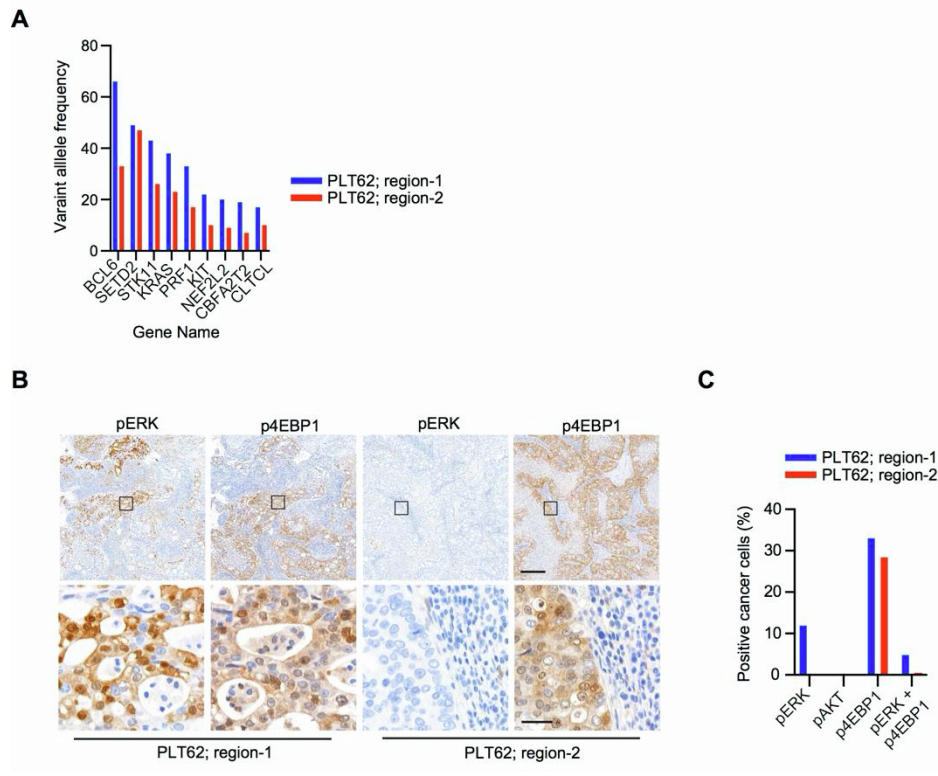 A
Varaint alllele frequency
80
60
40
20
0
BCL6
SETD2
STK11
KRAS
PRF1
KIT
NEF2L2
CBFA2T2
CLTCL
Gene Name
PLT62; region-1
PLT62; region-2
B
pERK
p4EBP1
pERK
p4EBP1
PLT62; region-1
PLT62; region-2
C
PLT62; region-1
PLT62; region-2
Positive cancer cells (%)
40
30
20
10
0
pERK
pAKT
p4EBP1
pERK +
p4EBP1